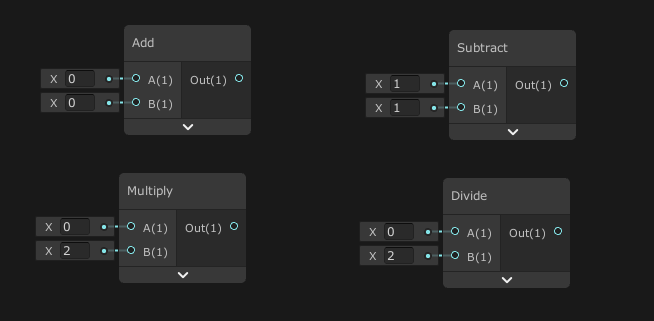 Add
X 0 A(1) Out(1)
X 0 B(1)
Subtract
X 1 A(1) Out(1)
X 1 B(1)
Multiply
X 0 A(1) Out(1)
X 2 B(1)
Divide
X 0 A(1) Out(1)
X 2 B(1)